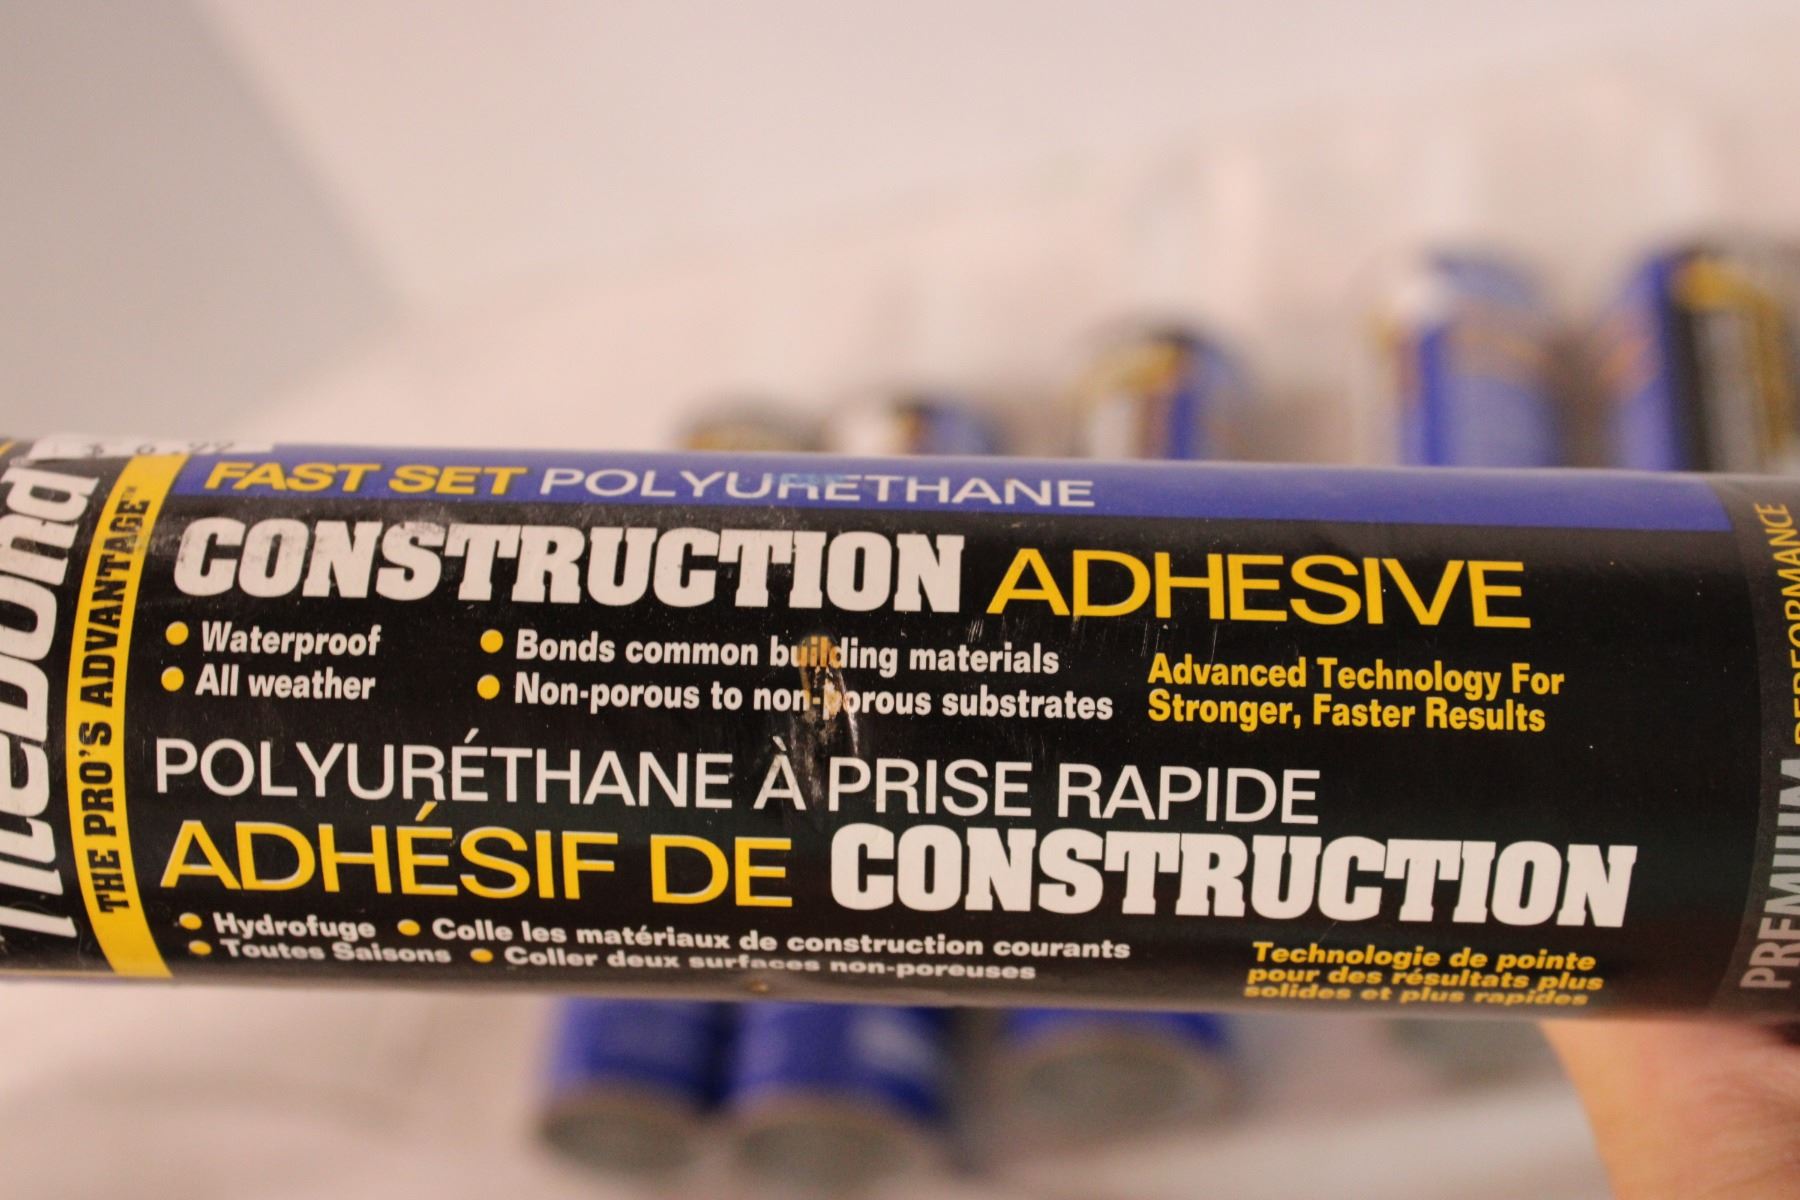 FAST SET POLYURETHANE
CONSTRUCTION ADHESIVE
• Waterproof
• All weather
• Bonds common building materials
• Non-porous to non-porous substrates
Advanced Technology For
Stronger, Faster Results
POLYURÉTHANE À PRISE RAPIDE
ADHÉSIF DE CONSTRUCTION
• Hydrofuge • Colle les matériaux de construction courants
• Toutes Saisons • Coller deux surfaces non-poreuses
Technologie de pointe
pour des résultats plus
solides et plus rapides
THE PRO'S ADVANTAGE™
PREMIUM PERFORMANCE